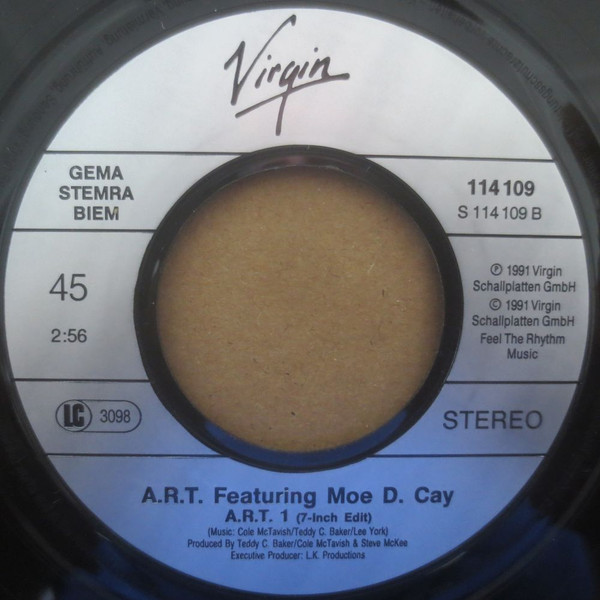 Virgin
GEMA
STEMRA
BIEM
114 109
S 114 109 B
45
2:56
℗ 1991 Virgin
Schallplatten GmbH
© 1991 Virgin
Schallplatten GmbH
Feel The Rhythm
Music
LC 3098
STEREO
A.R.T. Featuring Moe D. Cay
A.R.T. 1 (7-Inch Edit)
(Music: Cole McTavish/Teddy C. Baker/Lee York)
Produced By Teddy C. Baker/Cole McTavish & Steve McKee
Executive Producer: L.K. Productions